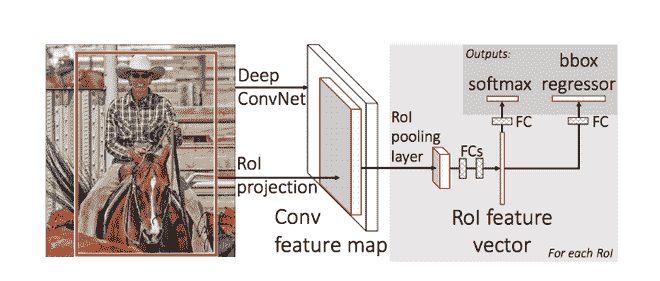 Deep
ConvNet
RoI
projection
Conv
feature map
RoI
pooling
layer
FCs
RoI feature
vector
Outputs:
softmax
bbox
regressor
FC
FC
For each RoI